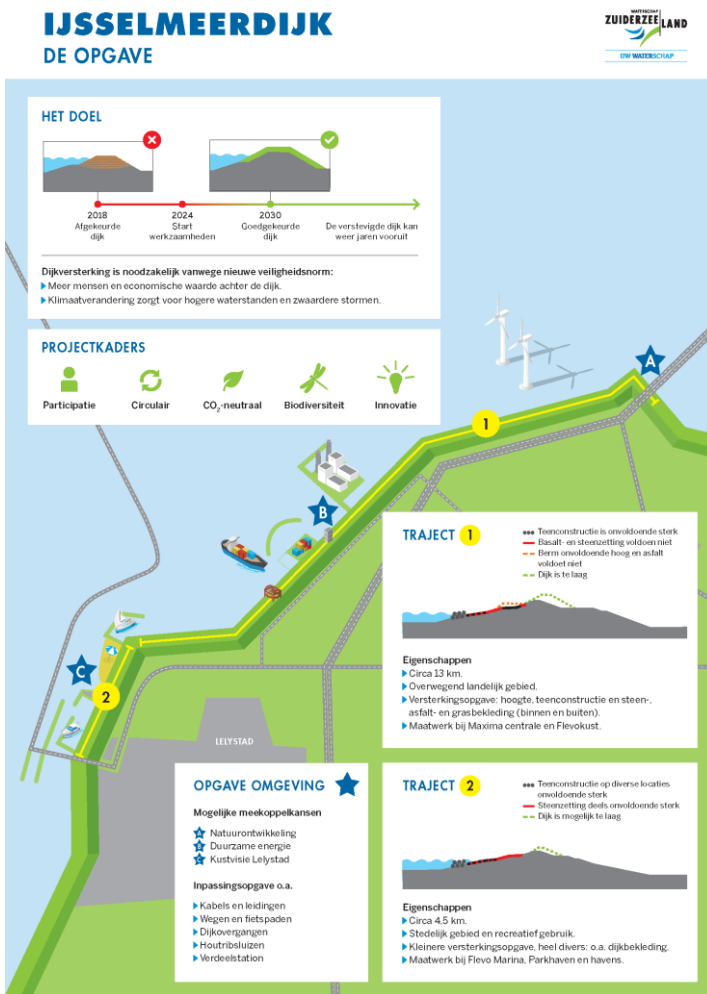 IJSSELMEERDIJK
DE OPGAVE
WATERSCHAP
ZUIDERZEELAND
UW WATERSCHAP
HET DOEL
2018
Afgekeurde
dijk
2024
Start
werkzaamheden
2030
Goedgekeurde
dijk
De verstevigde dijk kan
weer jaren vooruit
Dijkversterking is noodzakelijk vanwege nieuwe veiligheidsnorm:
Meer mensen en economische waarde achter de dijk.
Klimaatverandering zorgt voor hogere waterstanden en zwaardere stormen.
PROJECTKADERS
Participatie
Circulair
CO₂-neutraal
Biodiversiteit
Innovatie
A
1
B
C
2
LELYSTAD
TRAJECT 1
Teenconstructie is onvoldoende sterk
Basalt- en steenzetting voldoen niet
Berm onvoldoende hoog en asfalt
voldoet niet
Dijk is te laag
Eigenschappen
Circa 13 km.
Overwegend landelijk gebied.
Versterkingsopgave: hoogte, teenconstructie en steen-,
asfalt- en grasbekleding (binnen en buiten).
Maatwerk bij Maxima centrale en Flevokust.
OPGAVE OMGEVING
Mogelijke meekoppelkansen
A Natuurontwikkeling
B Duurzame energie
C Kustvisie Lelystad
Inpassingsopgave o.a.
Kabels en leidingen
Wegen en fietspaden
Dijkovergangen
Houtribsluizen
Verdeelstation
TRAJECT 2
Teenconstructie op diverse locaties
onvoldoende sterk
Steenzetting deels onvoldoende sterk
Dijk is mogelijk te laag
Eigenschappen
Circa 4,5 km.
Stedelijk gebied en recreatief gebruik.
Kleinere versterkingsopgave, heel divers: o.a. dijkbekleding.
Maatwerk bij Flevo Marina, Parkhaven en havens.